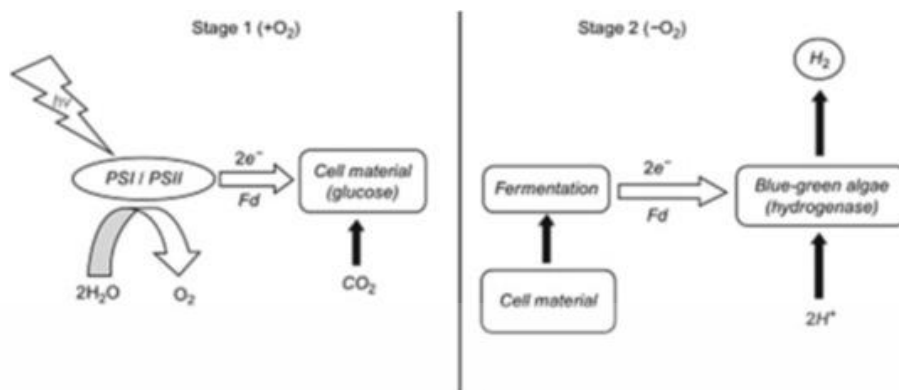 Stage 1 (+O₂)
hν
PSI / PSII
2e⁻
Fd
Cell material
(glucose)
2H₂O
O₂
CO₂
Stage 2 (−O₂)
H₂
Fermentation
2e⁻
Fd
Blue-green algae
(hydrogenase)
Cell material
2H⁺